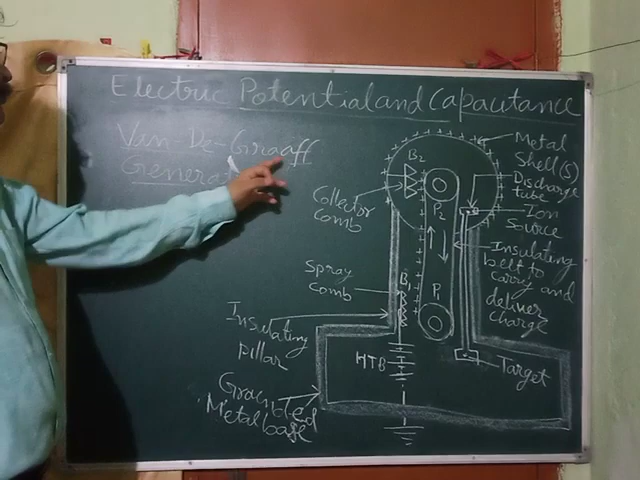 Electric Potential and Capacitance
Van-De-Graaff
Generat
Metal
Shell(S)
Discharge
tube
Ion
Source
Insulating
belt to
carry and
deliver
charge
Target
B2
P2
Collector
comb
Spray
Comb
B1
P1
Insulating
pillar
HTB
Grounded
Metal base